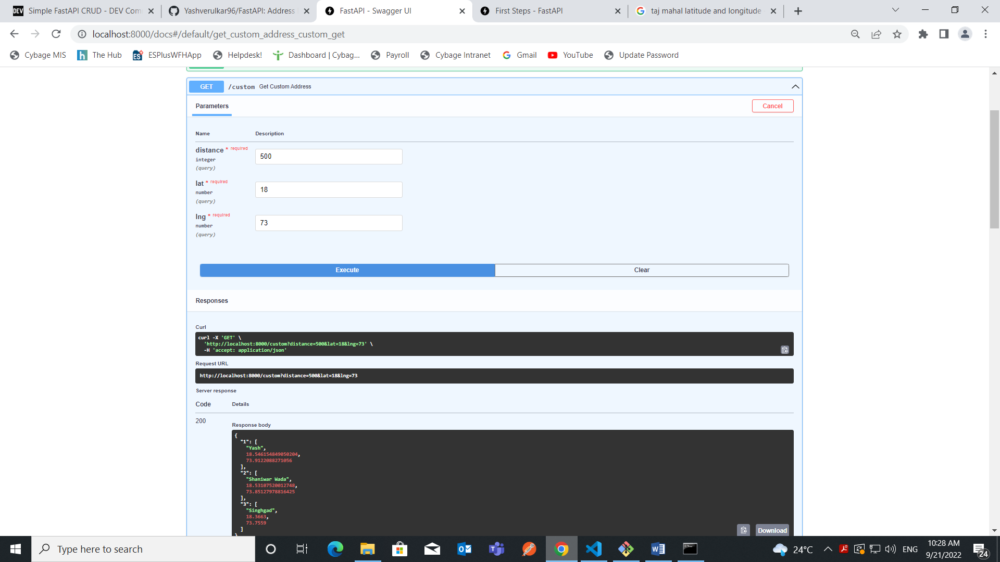 DEV Simple FastAPI CRUD - DEV Com
Yashverulkar96/FastAPI: Address
FastAPI - Swagger UI
First Steps - FastAPI
taj mahal latitude and longitude
localhost:8000/docs#/default/get_custom_address_custom_get
Cybage MIS
The Hub
ESPlusWFHApp
Helpdesk!
Dashboard | Cybag...
Payroll
Cybage Intranet
Gmail
YouTube
Update Password
GET /custom Get Custom Address
Parameters Cancel
Name Description
distance * required
integer
(query)
500
lat * required
number
(query)
18
lng * required
number
(query)
73
Execute Clear
Responses
Curl
curl -X 'GET' \
'http://localhost:8000/custom?distance=500&lat=18&lng=73' \
-H 'accept: application/json'
Request URL
http://localhost:8000/custom?distance=500&lat=18&lng=73
Server response
Code Details
200
Response body
{
"1": [
"Yash",
18.546154849050204,
73.9122088271056
],
"2": [
"Shaniwar Wada",
18.53107520012748,
73.85127978816425
],
"3": [
"Singhgad",
18.3663,
73.7559
]
}
Download
Type here to search
24°C
ENG
10:28 AM
9/21/2022
24